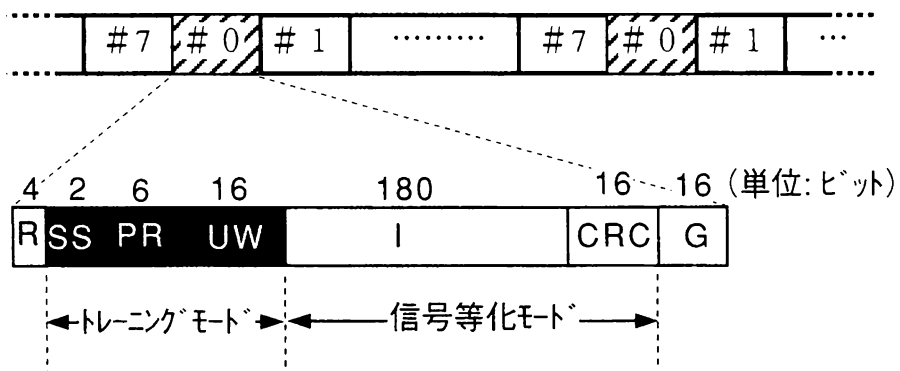 #7 #0 #1 ········· #7 #0 #1 ···
4 2 6 16 180 16 16 (単位:ビット)
R SS PR UW I CRC G
トレーニングモード 信号等化モード